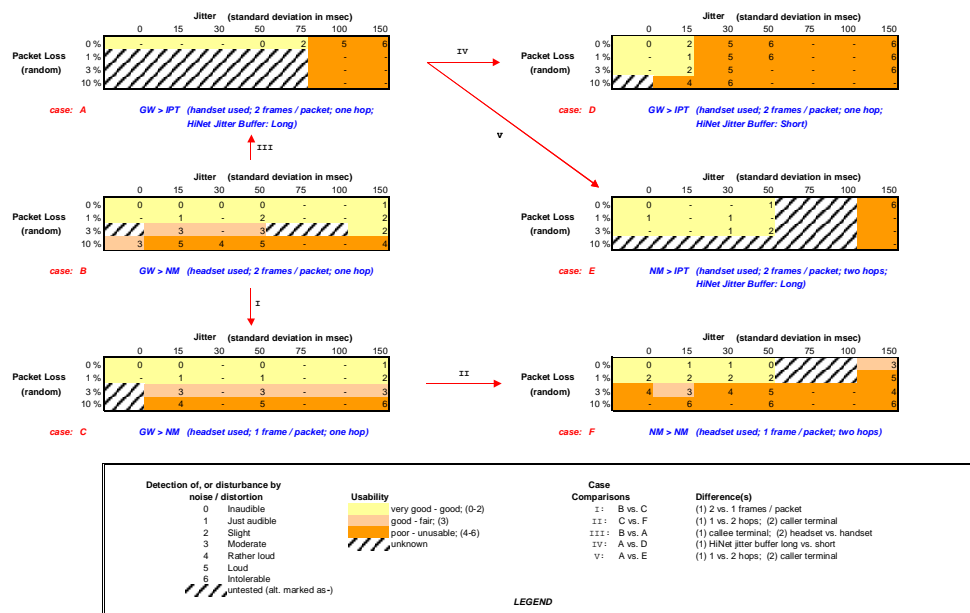 Jitter (standard deviation in msec)
0 15 30 50 75 100 150
Packet Loss (random)
0 % - - - 0 2 5 6
1 % - -
3 % - -
10 % - -
case: A GW > IPT (handset used; 2 frames / packet; one hop;
HiNet Jitter Buffer: Long)
IV
Jitter (standard deviation in msec)
0 15 30 50 75 100 150
Packet Loss (random)
0 % 0 2 5 6 - - 6
1 % - 1 5 6 - - -
3 % - 2 5 - - - 6
10 % 4 6 - - - -
case: D GW > IPT (handset used; 2 frames / packet; one hop;
HiNet Jitter Buffer: Short)
V
III
Jitter (standard deviation in msec)
0 15 30 50 75 100 150
Packet Loss (random)
0 % 0 0 0 0 - - 1
1 % - 1 - 2 - - 2
3 % 3 - 3 2
10 % 3 5 4 5 - - 4
case: B GW > NM (headset used; 2 frames / packet; one hop)
Jitter (standard deviation in msec)
0 15 30 50 75 100 150
Packet Loss (random)
0 % 0 - - 1 6
1 % 1 - 1 - -
3 % - - 1 2 -
10 % -
case: E NM > IPT (handset used; 2 frames / packet; two hops;
HiNet Jitter Buffer: Long)
I
Jitter (standard deviation in msec)
0 15 30 50 75 100 150
Packet Loss (random)
0 % 0 0 0 0 - - 1
1 % - 1 - 1 - - 2
3 % 3 - 3 - - 3
10 % 4 - 5 - - 6
case: C GW > NM (headset used; 1 frame / packet; one hop)
II
Jitter (standard deviation in msec)
0 15 30 50 75 100 150
Packet Loss (random)
0 % 0 1 1 0 3
1 % 2 2 2 2 5
3 % 4 3 4 5 - - 4
10 % - 6 - 6 - - 6
case: F NM > NM (headset used; 1 frame / packet; two hops)
Detection of, or disturbance by
noise / distortion
0 Inaudible
1 Just audible
2 Slight
3 Moderate
4 Rather loud
5 Loud
6 Intolerable
untested (alt. marked as-)
Usability
very good - good; (0-2)
good - fair; (3)
poor - unusable; (4-6)
unknown
Case
Comparisons Difference(s)
I: B vs. C (1) 2 vs. 1 frames / packet
II: C vs. F (1) 1 vs. 2 hops; (2) caller terminal
III: B vs. A (1) callee terminal; (2) headset vs. handset
IV: A vs. D (1) HiNet jitter buffer long vs. short
V: A vs. E (1) 1 vs. 2 hops; (2) caller terminal
LEGEND